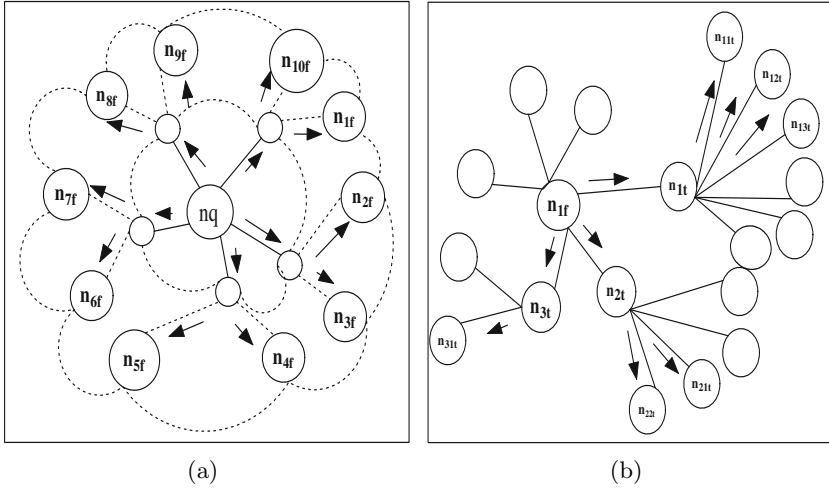 n9f
n10f
n8f
n1f
n7f
nq
n2f
n6f
n3f
n5f
n4f
(a)
n11t
n12t
n13t
n1t
n1f
n2t
n3t
n31t
n21t
n22t
(b)